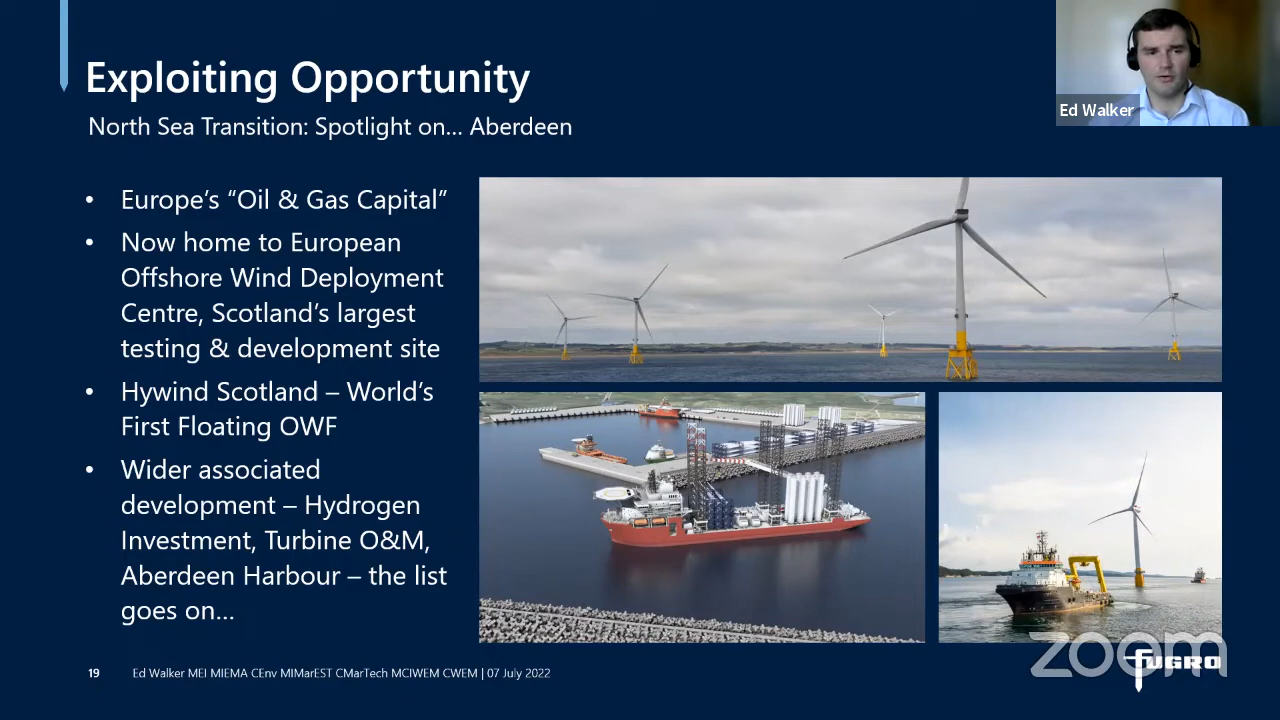 Exploiting Opportunity
North Sea Transition: Spotlight on... Aberdeen
Ed Walker
• Europe's “Oil & Gas Capital”
• Now home to European
Offshore Wind Deployment
Centre, Scotland's largest
testing & development site
• Hywind Scotland – World's
First Floating OWF
• Wider associated
development – Hydrogen
Investment, Turbine O&M,
Aberdeen Harbour – the list
goes on...
19 Ed Walker MEI MIEMA CEnv MIMarEST CMarTech MCIWEM CWEM | 07 July 2022
zoom
FUGRO